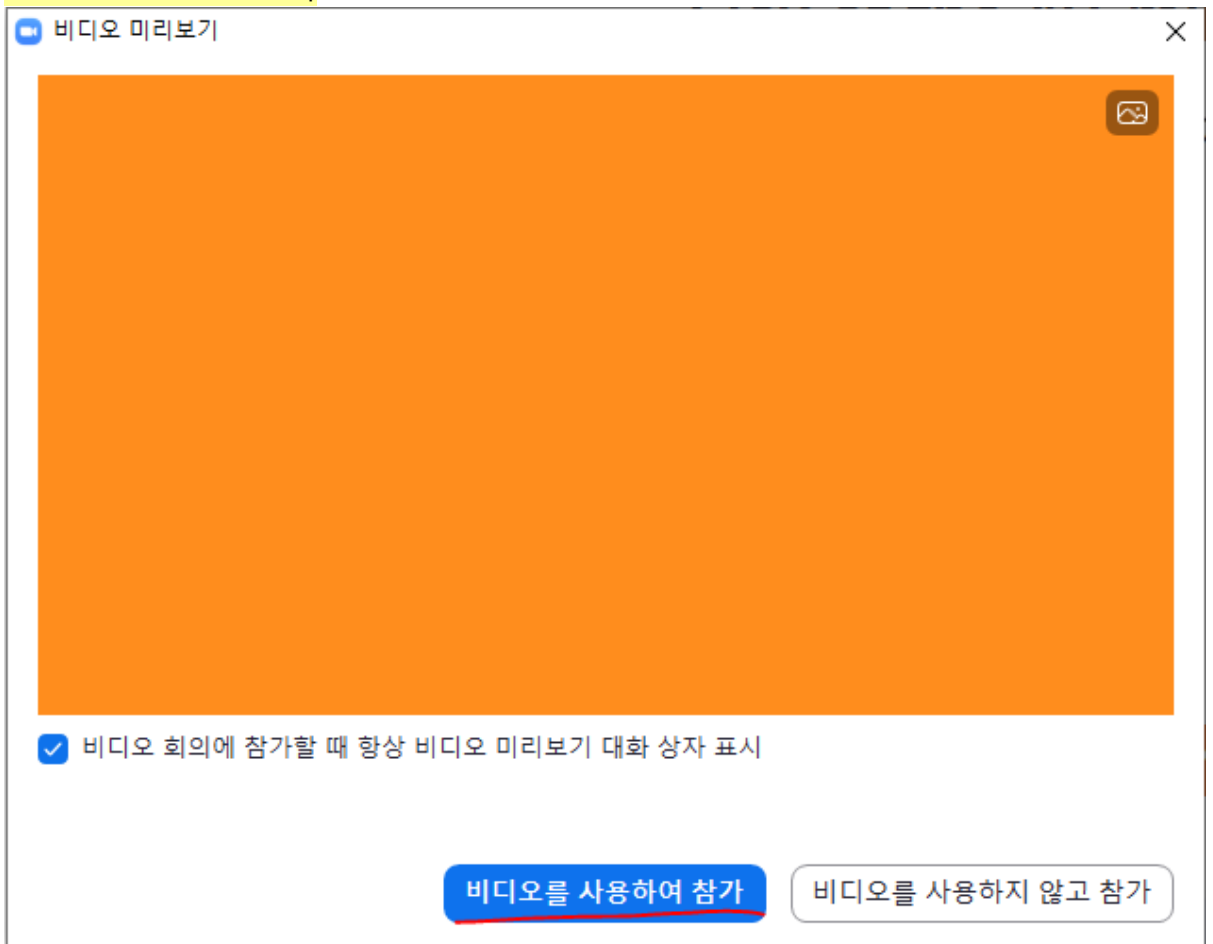 비디오 미리보기
비디오 회의에 참가할 때 항상 비디오 미리보기 대화 상자 표시
비디오를 사용하여 참가
비디오를 사용하지 않고 참가